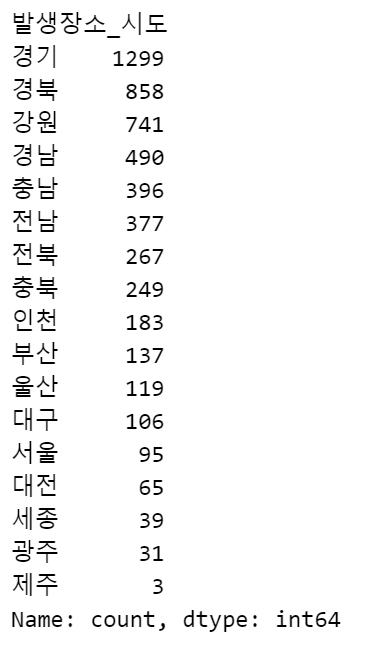 발생장소_시도
경기 1299
경북 858
강원 741
경남 490
충남 396
전남 377
전북 267
충북 249
인천 183
부산 137
울산 119
대구 106
서울 95
대전 65
세종 39
광주 31
제주 3
Name: count, dtype: int64